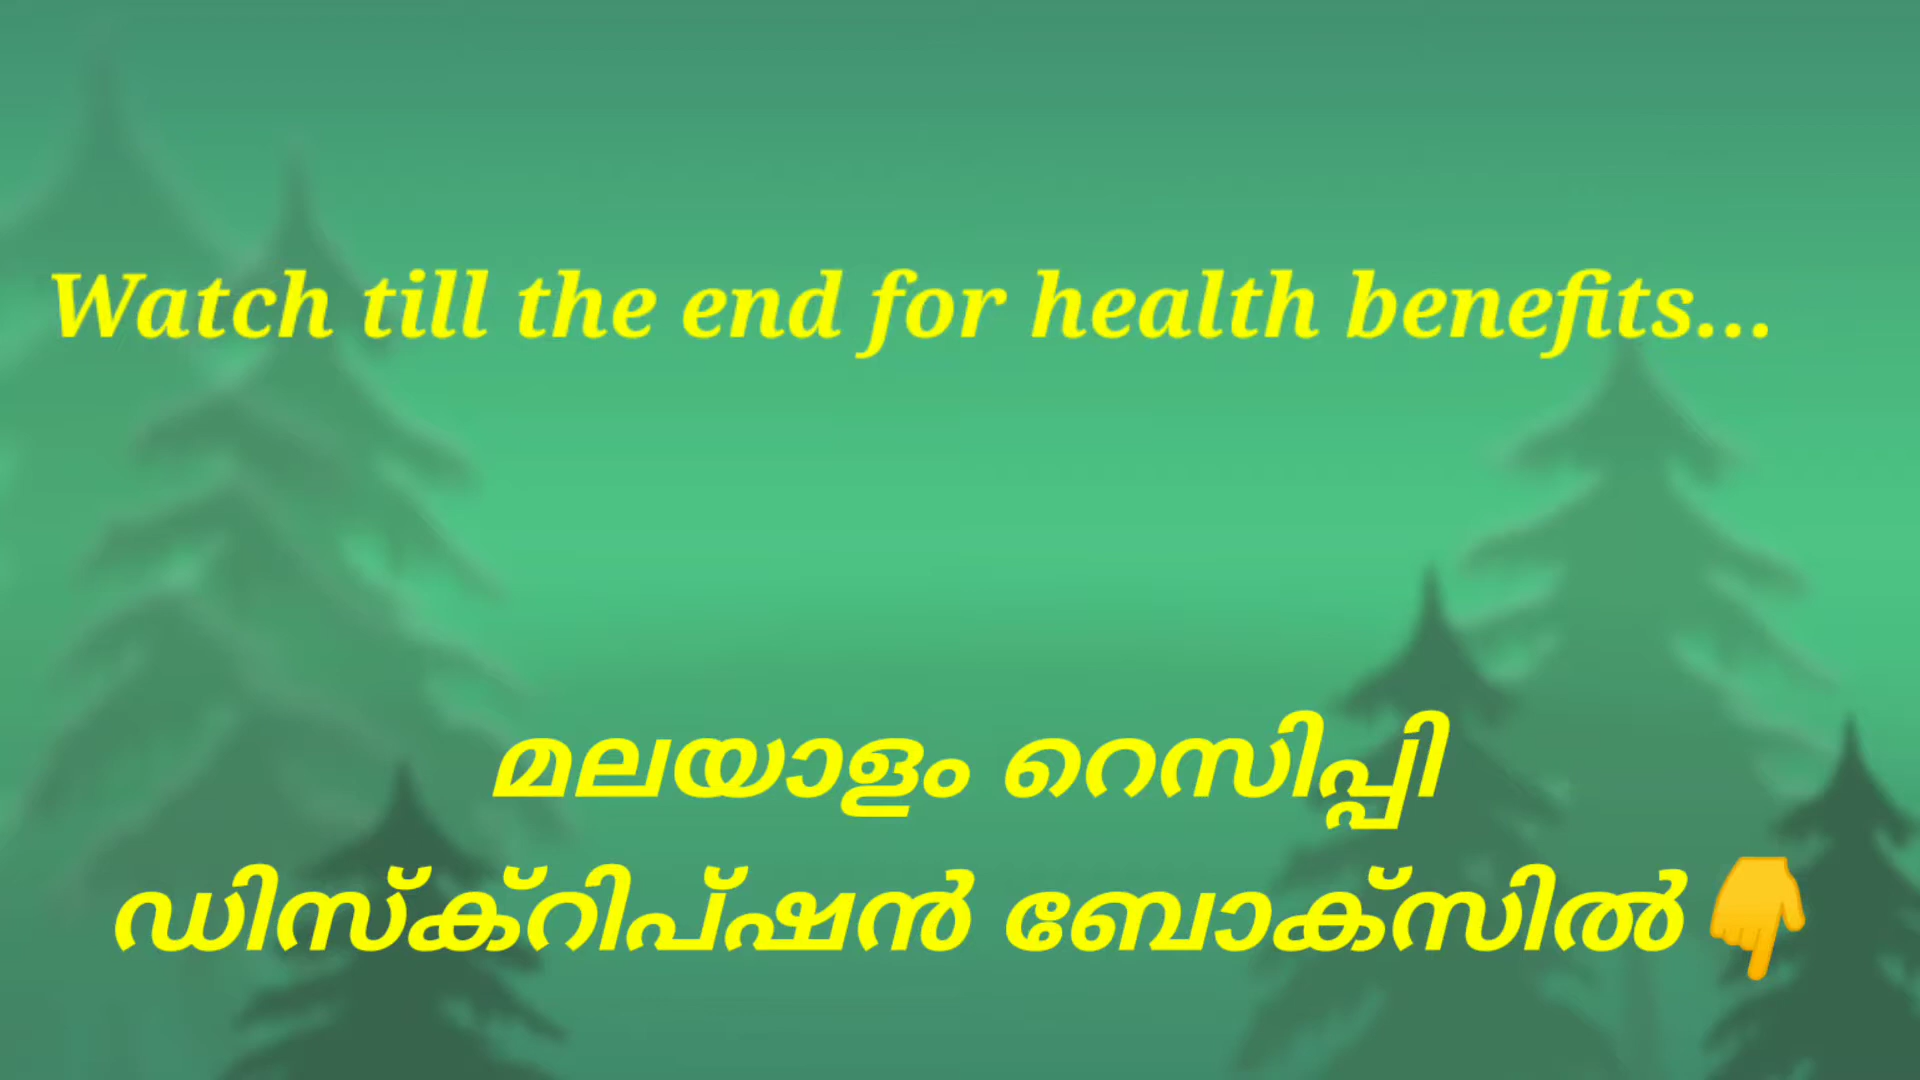 Watch till the end for health benefits...
മലയാളം റെസിപ്പി
ഡിസ്ക്റിപ്ഷൻ ബോക്സിൽ👇